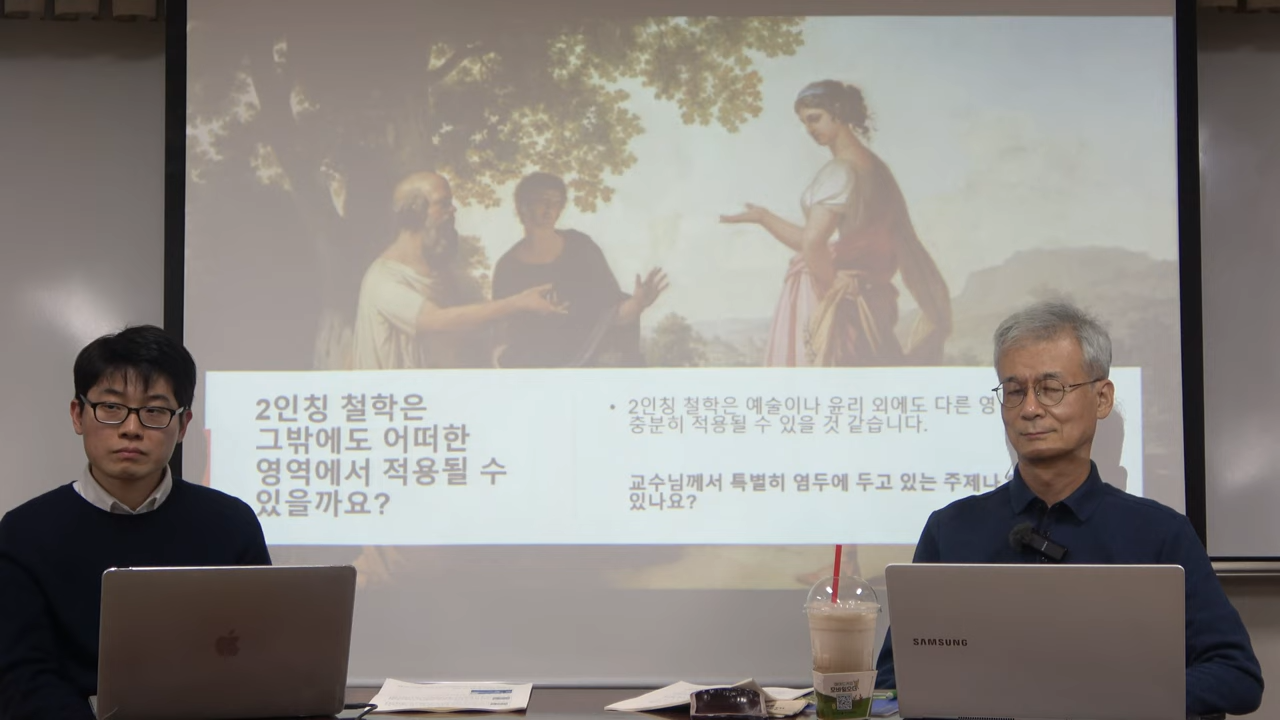 2인칭 철학은
그밖에도 어떠한
영역에서 적용될 수
있을까요?
• 2인칭 철학은 예술이나 윤리 외에도 다른 영
충분히 적용될 수 있을 것 같습니다.
교수님께서 특별히 염두에 두고 있는 주제나
있나요?
SAMSUNG